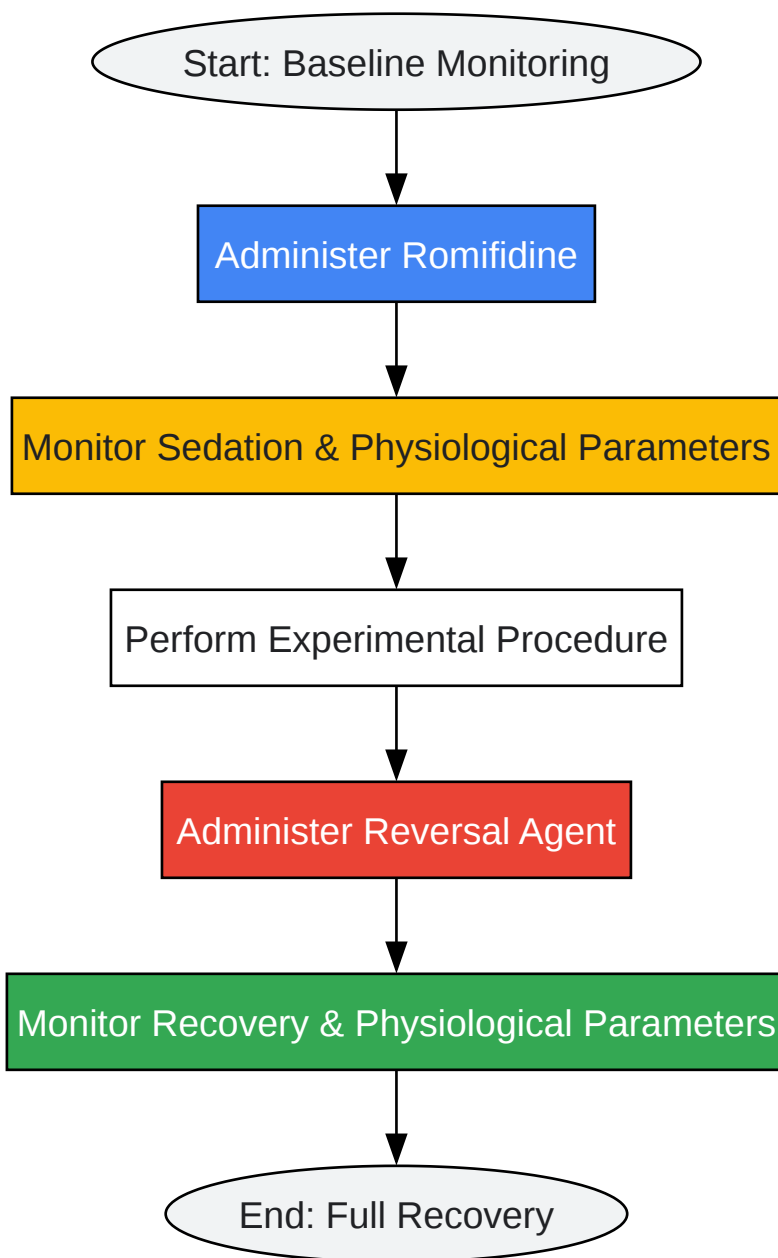 Start: Baseline Monitoring
Administer Romifidine
Monitor Sedation & Physiological Parameters
Perform Experimental Procedure
Administer Reversal Agent
Monitor Recovery & Physiological Parameters
End: Full Recovery